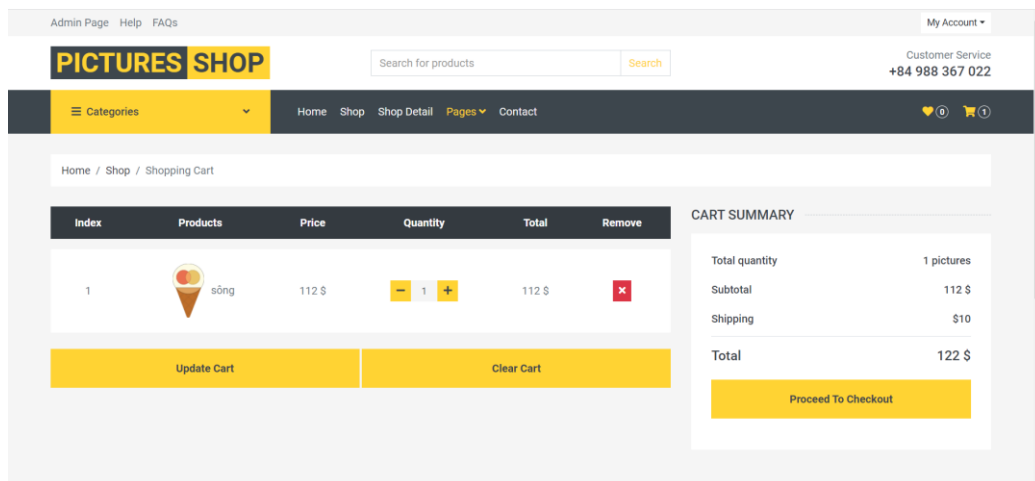 Admin Page Help FAQs My Account
PICTURES SHOP Search for products Search Customer Service
+84 988 367 022
Categories Home Shop Shop Detail Pages Contact 0 1
Home / Shop / Shopping Cart
Index Products Price Quantity Total Remove
1 sông 112 $ 1 112 $
Update Cart Clear Cart
CART SUMMARY
Total quantity 1 pictures
Subtotal 112 $
Shipping $10
Total 122 $
Proceed To Checkout